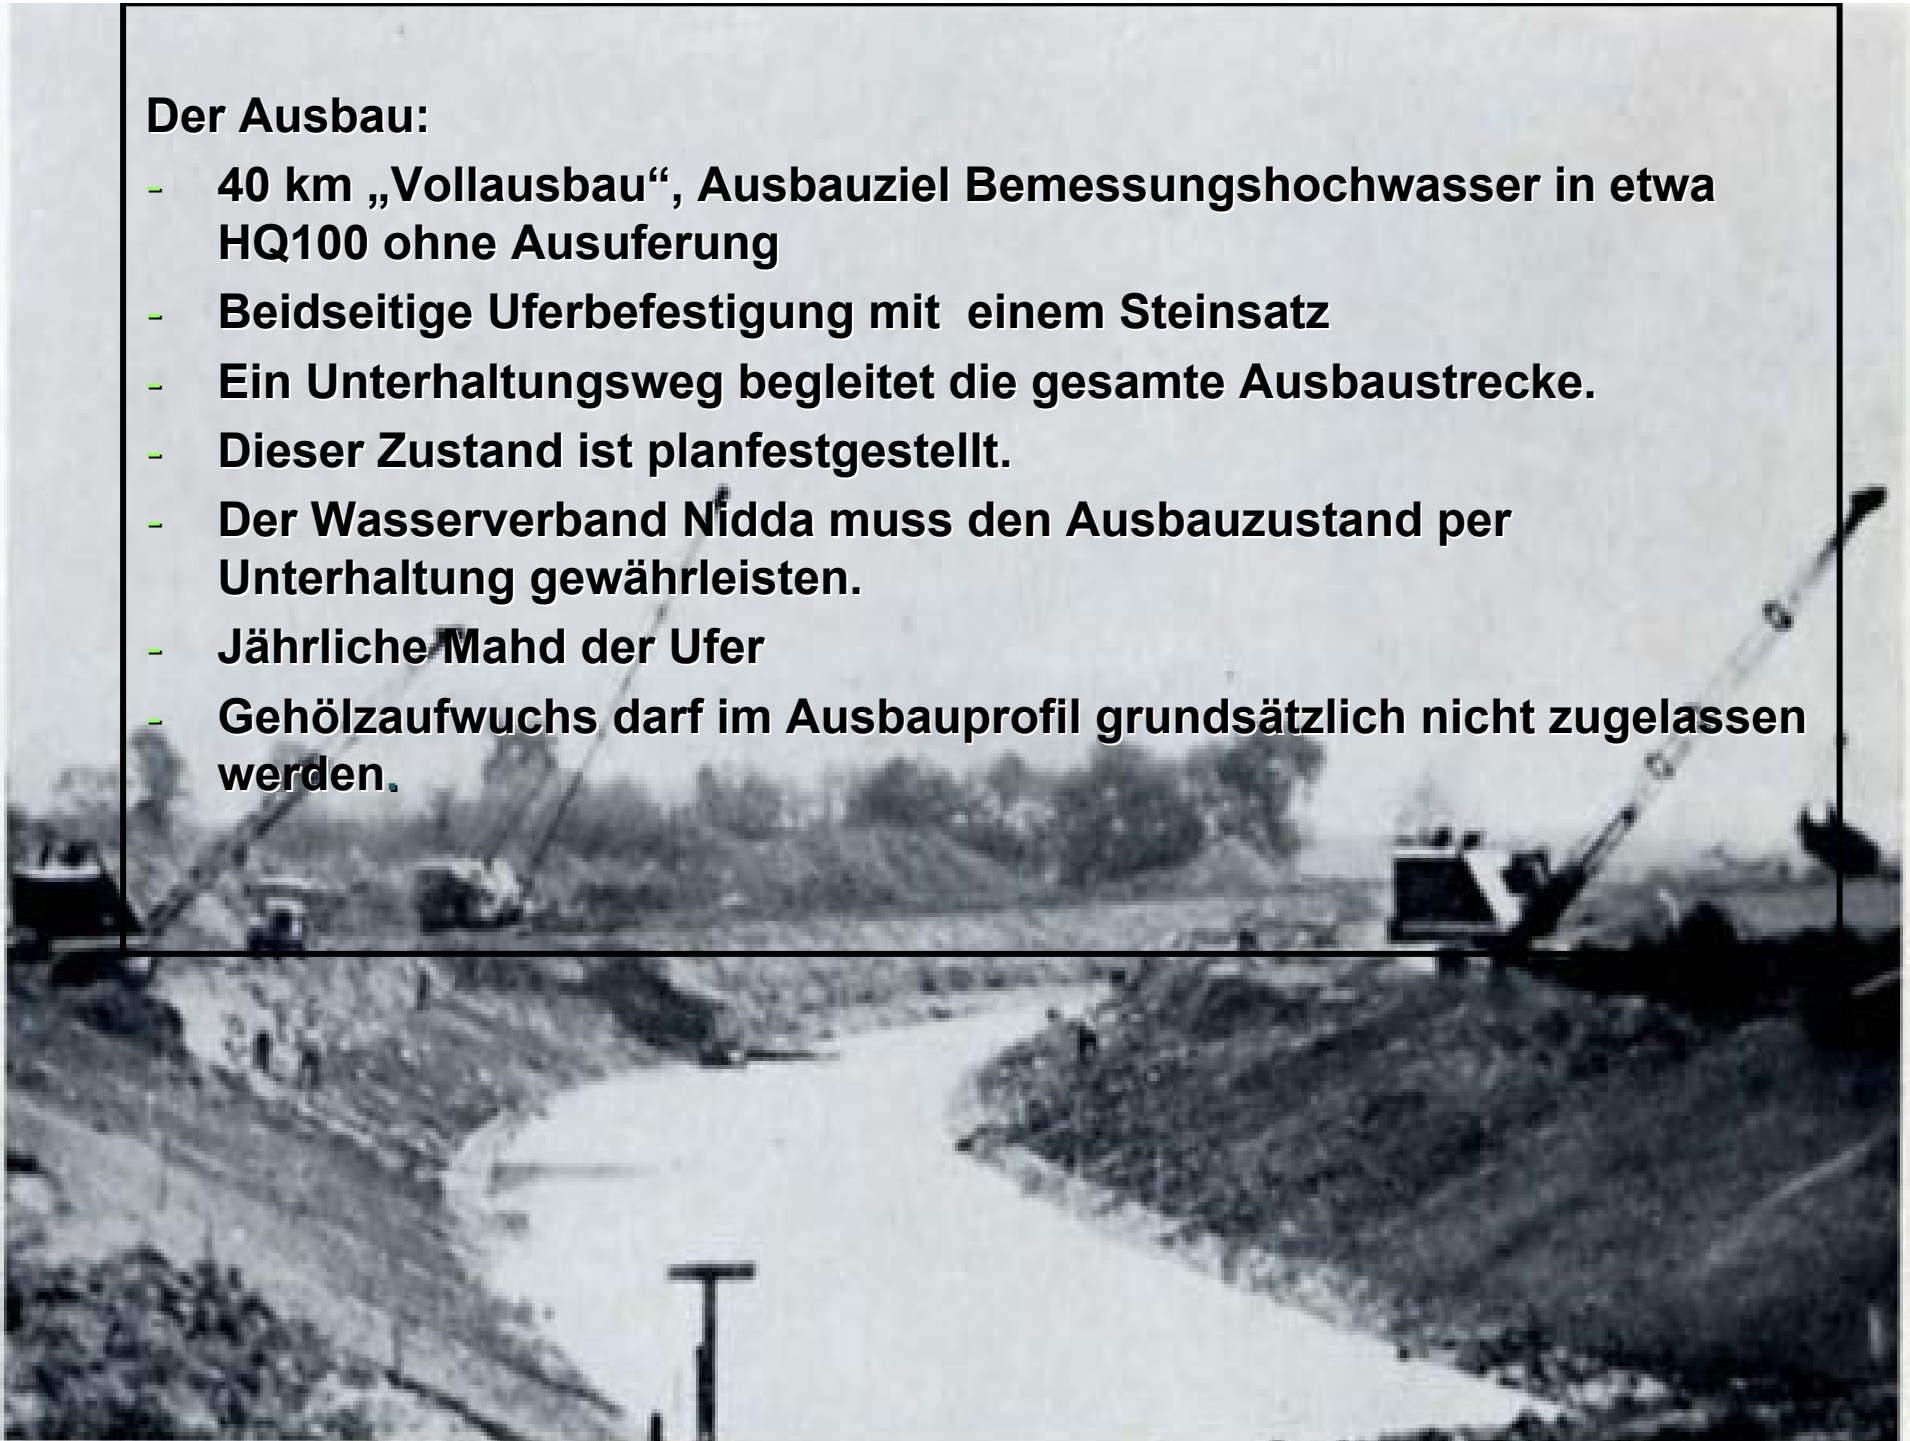 Der Ausbau:
- 40 km „Vollausbau“, Ausbauziel Bemessungshochwasser in etwa
HQ100 ohne Ausuferung
- Beidseitige Uferbefestigung mit  einem Steinsatz
- Ein Unterhaltungsweg begleitet die gesamte Ausbaustrecke.
- Dieser Zustand ist planfestgestellt.
- Der Wasserverband Nidda muss den Ausbauzustand per
Unterhaltung gewährleisten.
- Jährliche Mahd der Ufer
- Gehölzaufwuchs darf im Ausbauprofil grundsätzlich nicht zugelassen
werden.